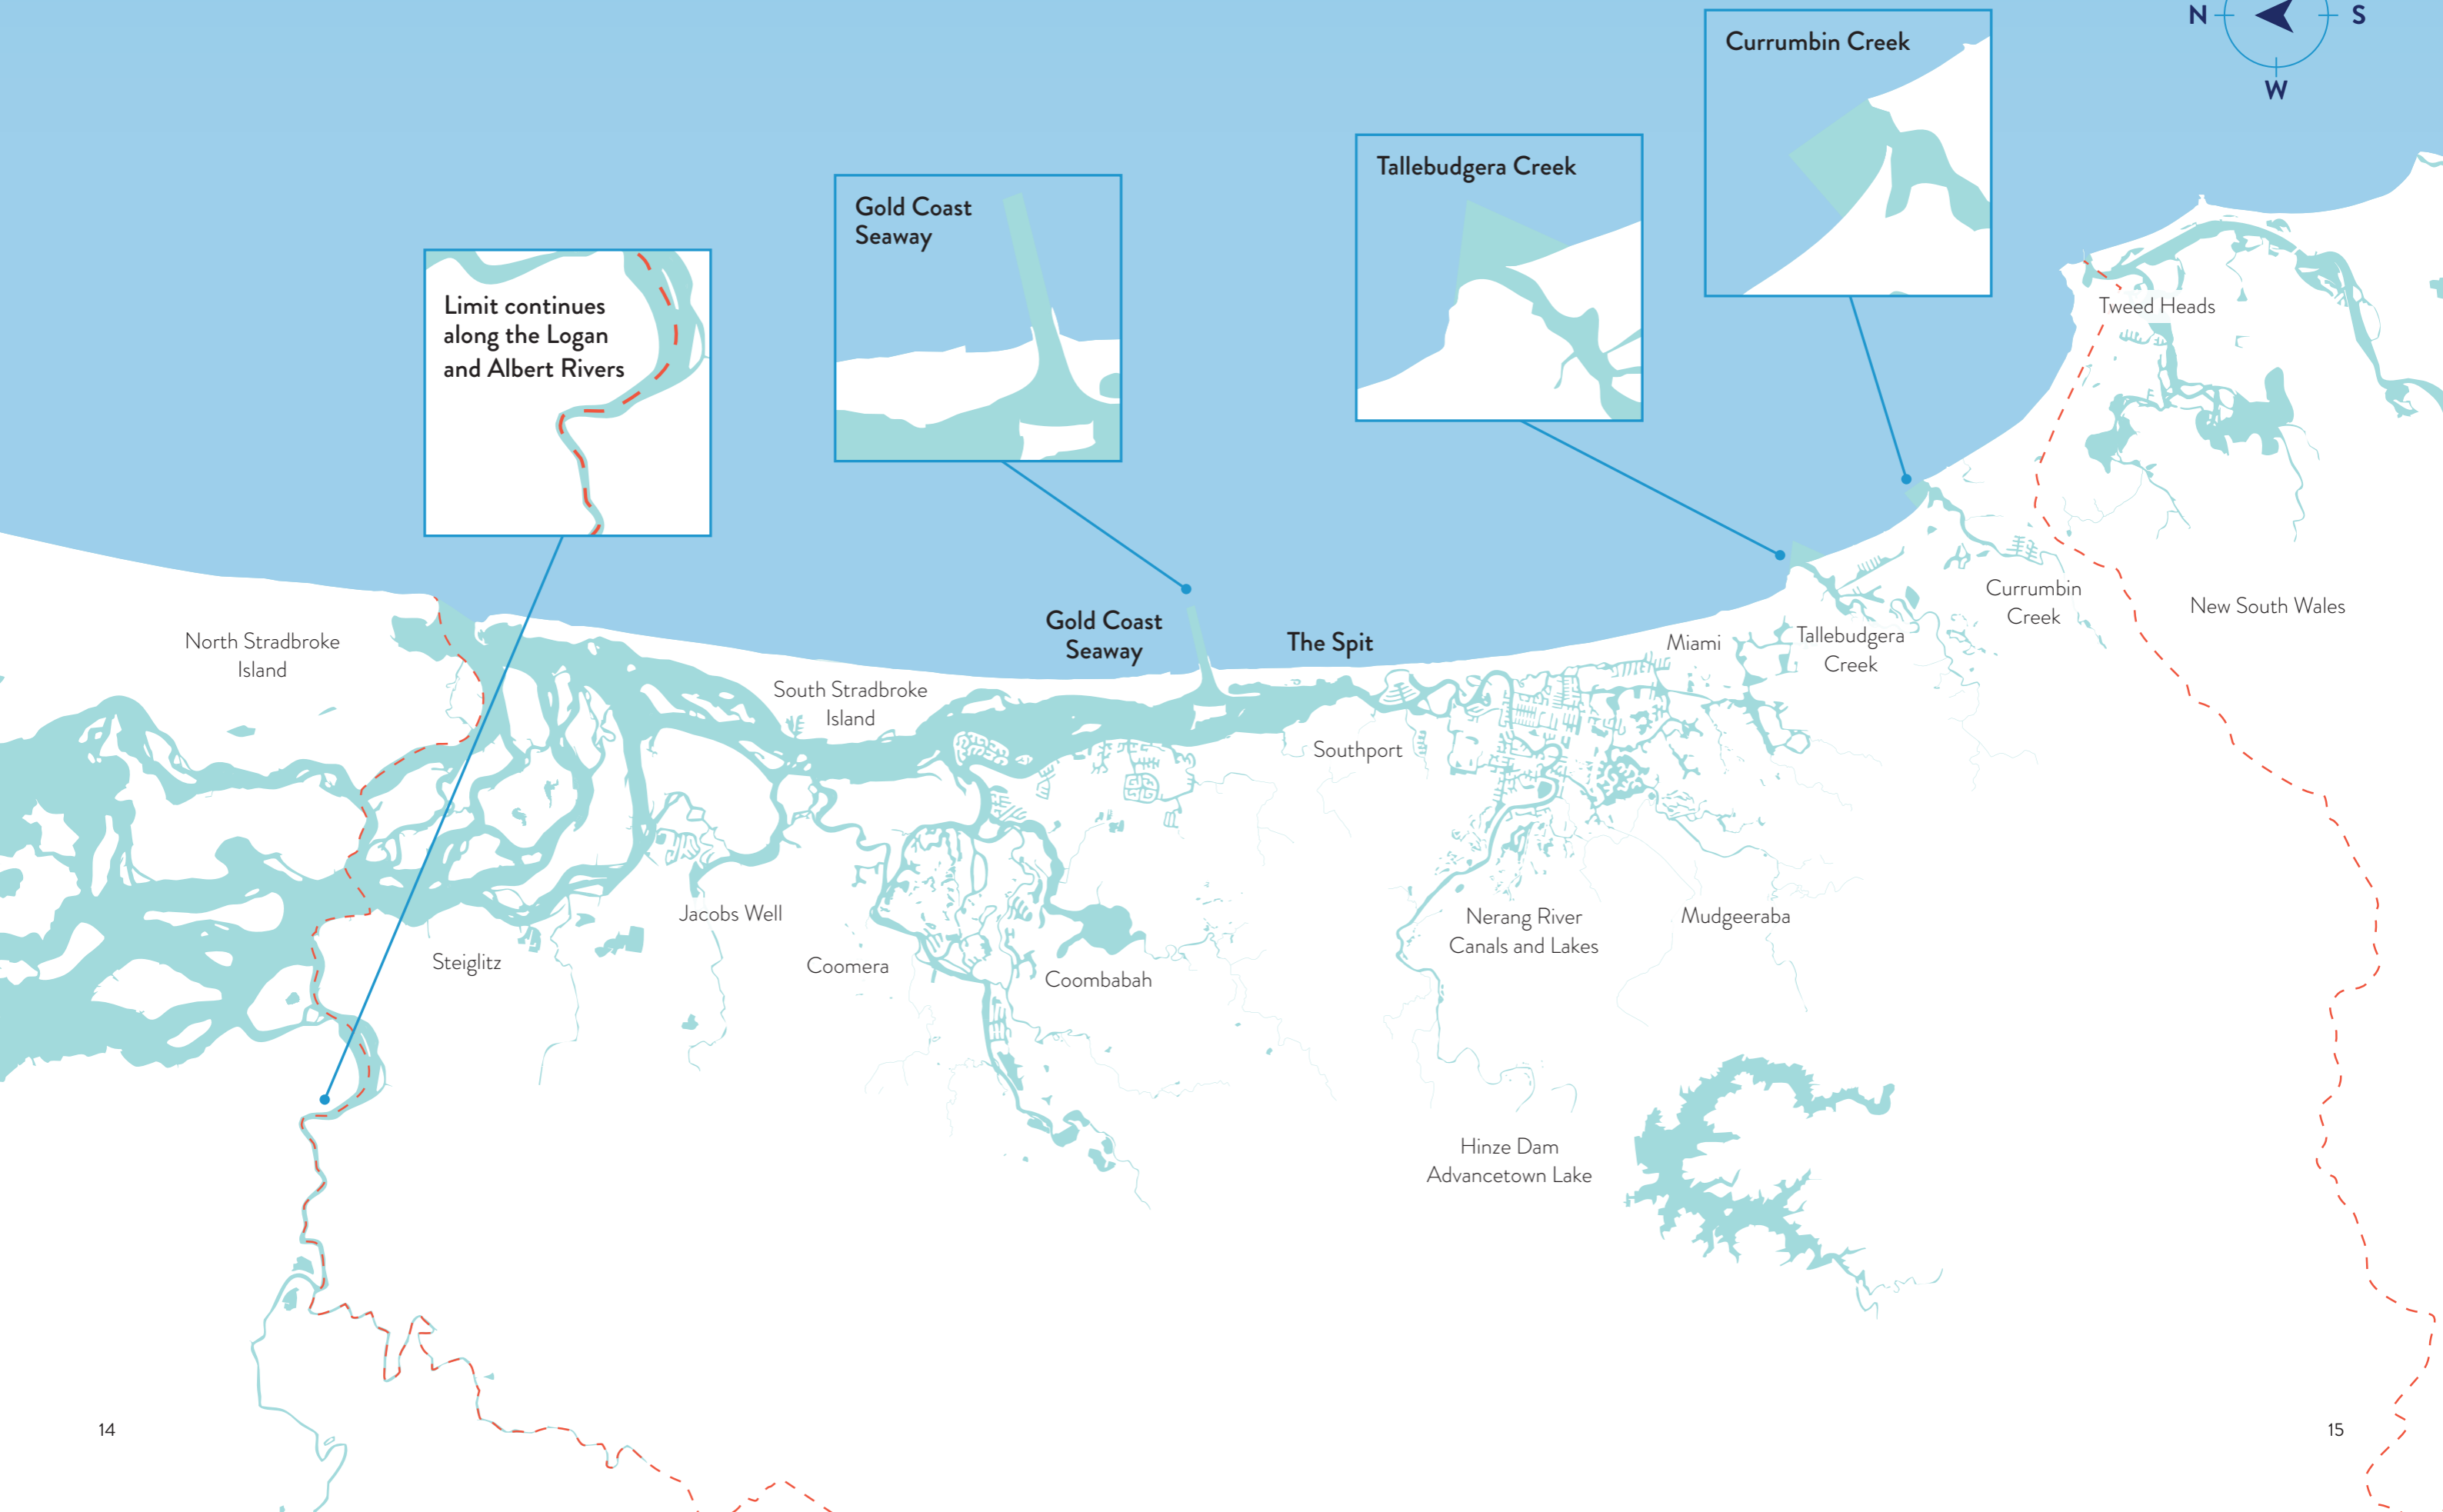 N
S
W
Currumbin Creek
Tallebudgera Creek
Gold Coast
Seaway
Limit continues
along the Logan
and Albert Rivers
Tweed Heads
North Stradbroke
Island
South Stradbroke
Island
Gold Coast
Seaway
The Spit
Miami
Tallebudgera
Creek
Currumbin
Creek
New South Wales
Southport
Steiglitz
Jacobs Well
Coomera
Coombabah
Nerang River
Canals and Lakes
Mudgeeraba
Hinze Dam
Advancetown Lake
14
15